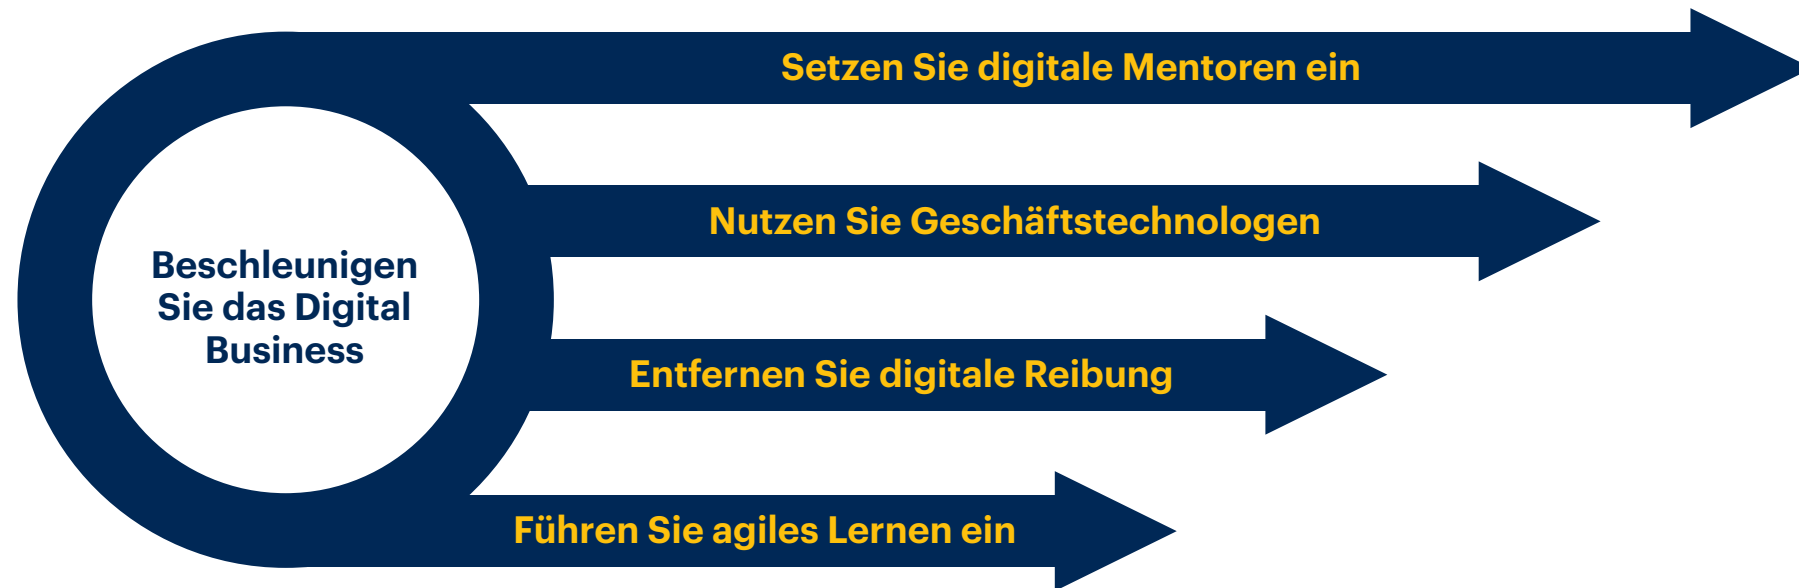 Setzen Sie digitale Mentoren ein
Nutzen Sie Geschäftstechnologen
Beschleunigen
Sie das Digital
Business
Entfernen Sie digitale Reibung
Führen Sie agiles Lernen ein